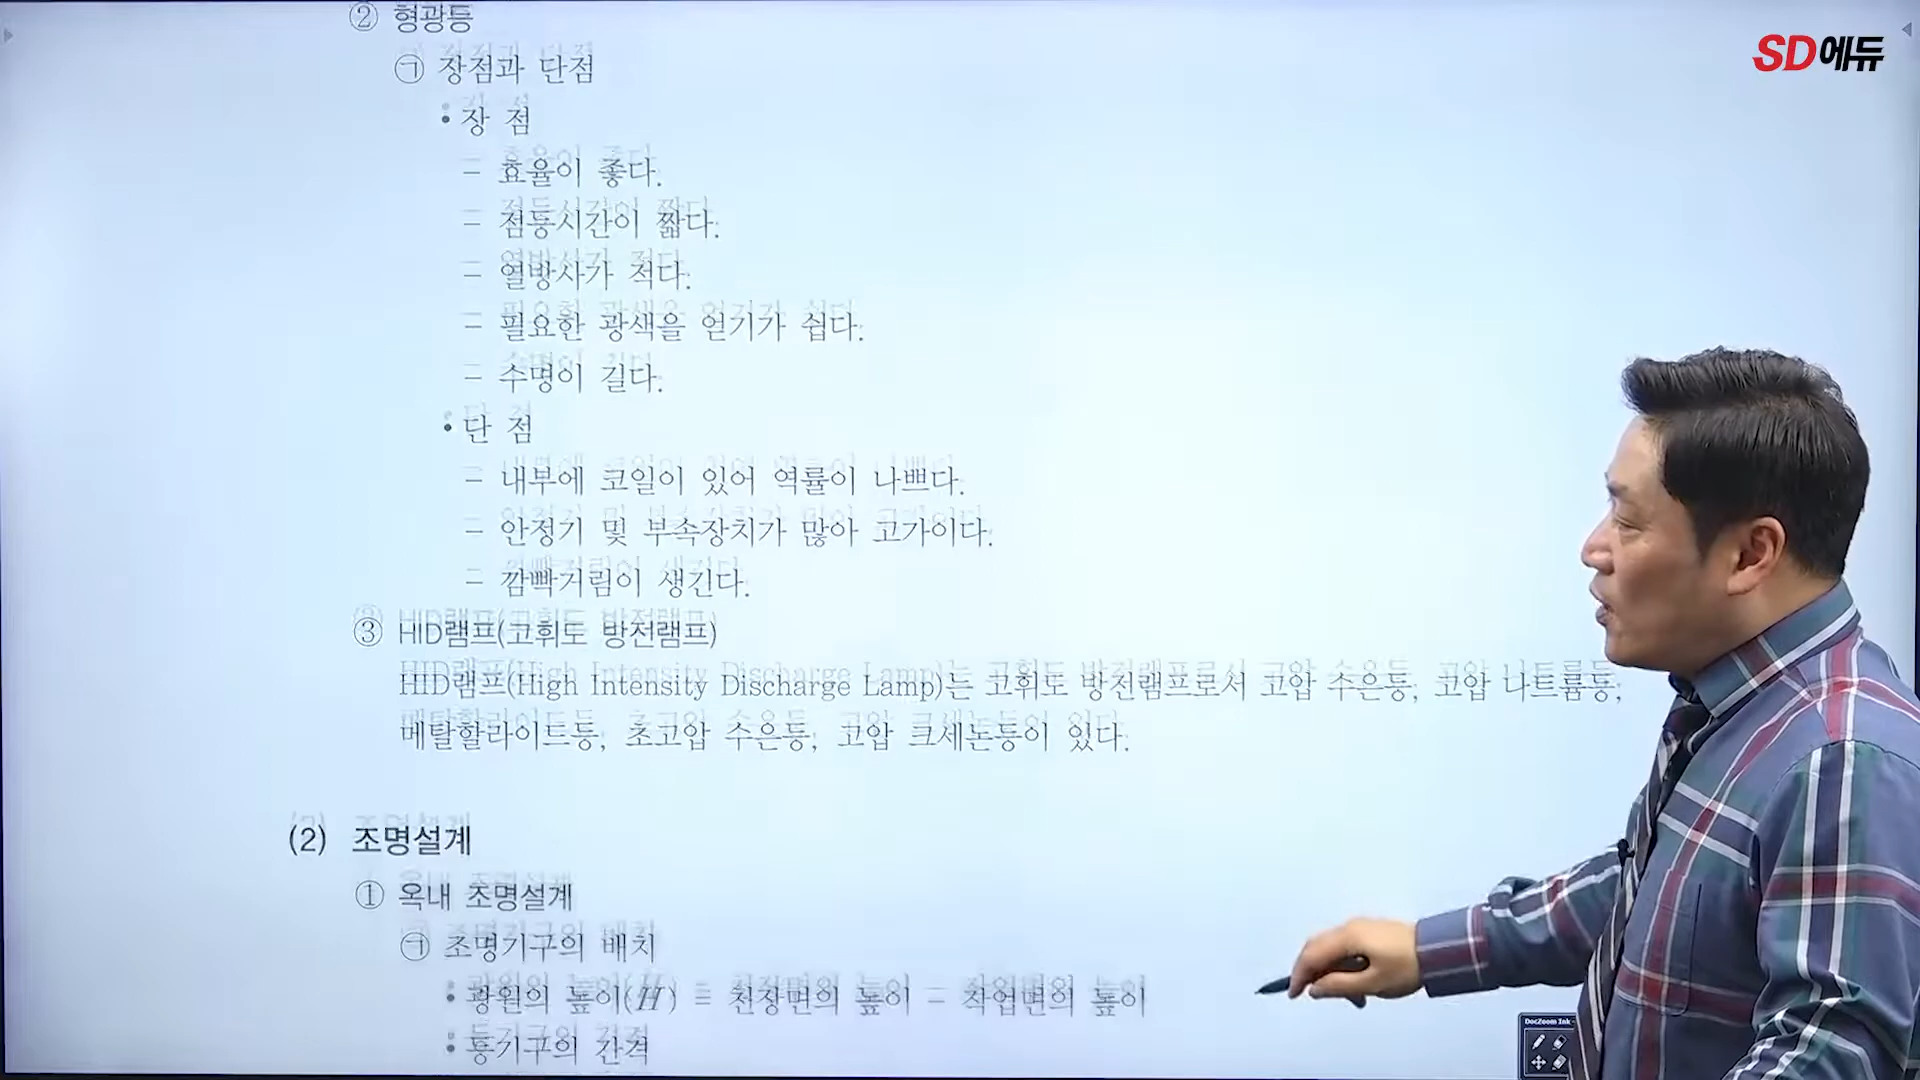 ② 형광등
SD에듀
㉠ 장점과 단점
• 장 점
– 효율이 좋다.
– 점등시간이 짧다.
– 열방사가 적다.
– 필요한 광색을 얻기가 쉽다.
– 수명이 길다.
• 단 점
– 내부에 코일이 있어 역률이 나쁘다.
– 안정기 및 부속장치가 많아 고가이다.
– 깜빡거림이 생긴다.
③ HID램프(고휘도 방전램프)
HID램프(High Intensity Discharge Lamp)는 고휘도 방전램프로서 고압 수은등, 고압 나트륨등,
메탈할라이드등, 초고압 수은등, 고압 크세논등이 있다.
(2) 조명설계
① 옥내 조명설계
㉠ 조명기구의 배치
• 광원의 높이(H) = 천장면의 높이 − 작업면의 높이
• 등기구의 간격
DocZoom Ink